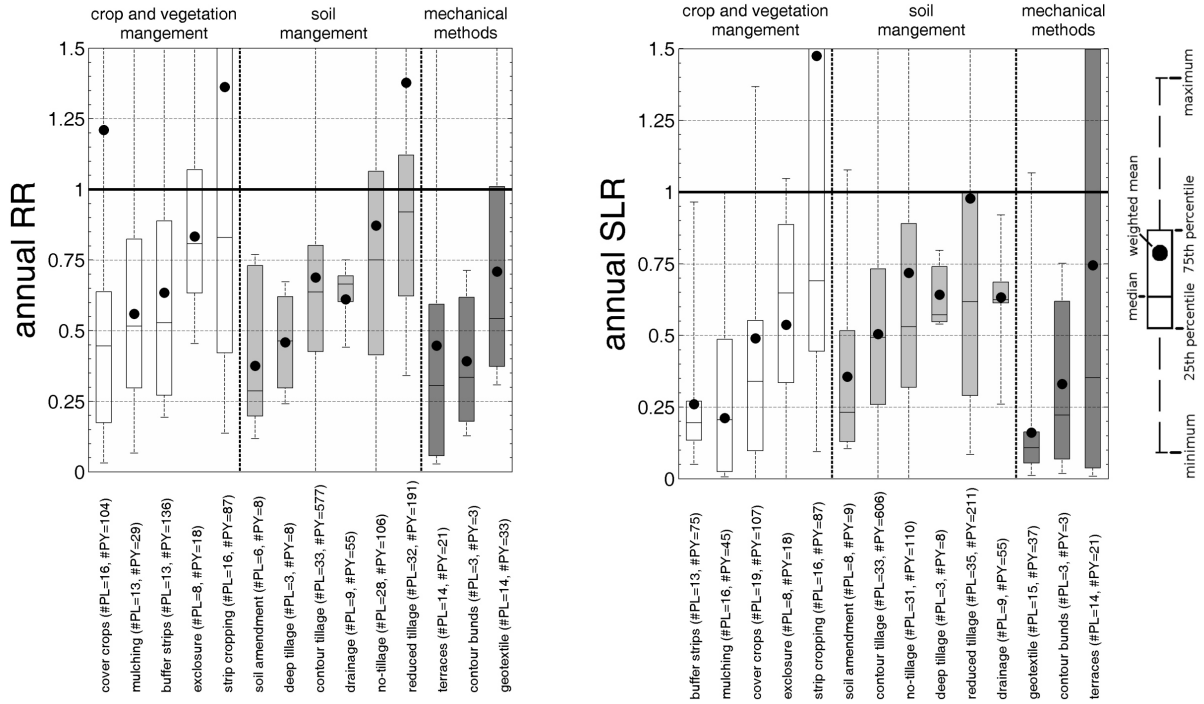 crop and vegetation
mangement
soil
mangement
mechanical
methods
annual RR
1.5
1.25
1
0.75
0.5
0.25
0
cover crops (#PL=16, #PY=104)
mulching (#PL=13, #PY=29)
buffer strips (#PL=13, #PY=136)
exclosure (#PL=8, #PY=18)
strip cropping (#PL=16, #PY=87)
soil amendment (#PL=6, #PY=8)
deep tillage (#PL=3, #PY=8)
contour tillage (#PL=33, #PY=577)
drainage (#PL=9, #PY=55)
no-tillage (#PL=28, #PY=106)
reduced tillage (#PL=32, #PY=191)
terraces (#PL=14, #PY=21)
contour bunds (#PL=3, #PY=3)
geotextile (#PL=14, #PY=33)
crop and vegetation
mangement
soil
mangement
mechanical
methods
annual SLR
1.5
1.25
1
0.75
0.5
0.25
0
buffer strips (#PL=13, #PY=75)
mulching (#PL=16, #PY=45)
cover crops (#PL=19, #PY=107)
exclosure (#PL=8, #PY=18)
strip cropping (#PL=16, #PY=87)
soil amendment (#PL=8, #PY=9)
contour tillage (#PL=33, #PY=606)
no-tillage (#PL=31, #PY=110)
deep tillage (#PL=3, #PY=8)
reduced tillage (#PL=35, #PY=211)
drainage (#PL=9, #PY=55)
geotextile (#PL=15, #PY=37)
contour bunds (#PL=3, #PY=3)
terraces (#PL=14, #PY=21)
maximum
weighted mean
75th percentile
median
25th percentile
minimum